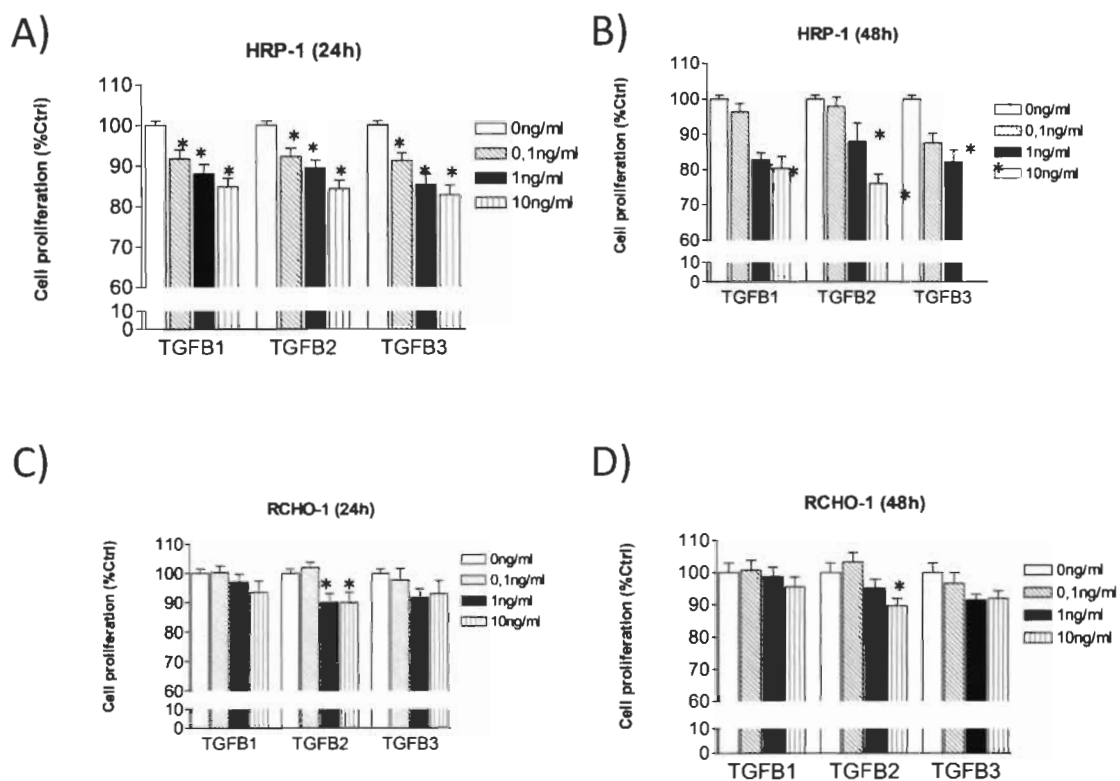 A)
HRP-1 (24h)
Cell proliferation (%Ctrl)
110
100
90
80
70
60
10
0
* * *
* * *
* * *
TGFB1 TGFB2 TGFB3
0ng/ml
0,1ng/ml
1ng/ml
10ng/ml
B)
HRP-1 (48h)
Cell proliferation (%Ctrl)
100
90
80
70
60
10
0
* * * * *
TGFB1 TGFB2 TGFB3
0ng/ml
0,1ng/ml
1ng/ml
10ng/ml
C)
RCHO-1 (24h)
Cell proliferation (%Ctrl)
110
100
90
80
70
60
10
0
* *
TGFB1 TGFB2 TGFB3
0ng/ml
0,1ng/ml
1ng/ml
10ng/ml
D)
RCHO-1 (48h)
Cell proliferation (%Ctrl)
110
100
90
80
70
60
10
0
*
TGFB1 TGFB2 TGFB3
0ng/ml
0,1ng/ml
1ng/ml
10ng/ml